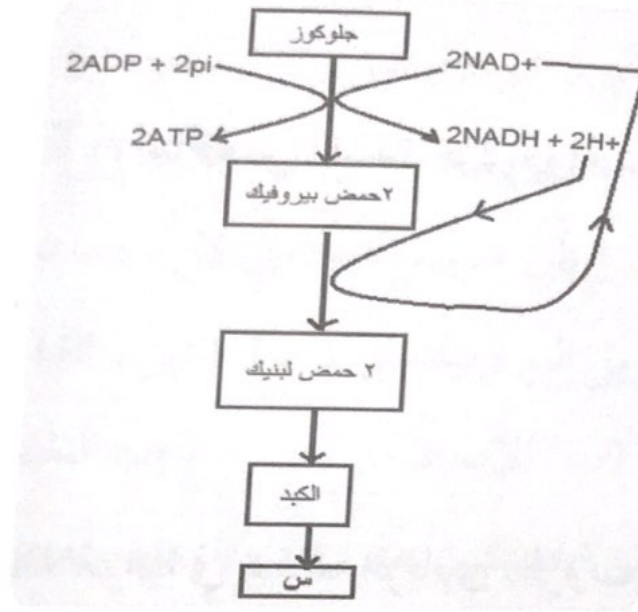 جلوكوز
2ADP + 2pi
2NAD+
2ATP
2NADH + 2H+
٢حمض بيروفيك
٢ حمض لبنيك
الكبد
س